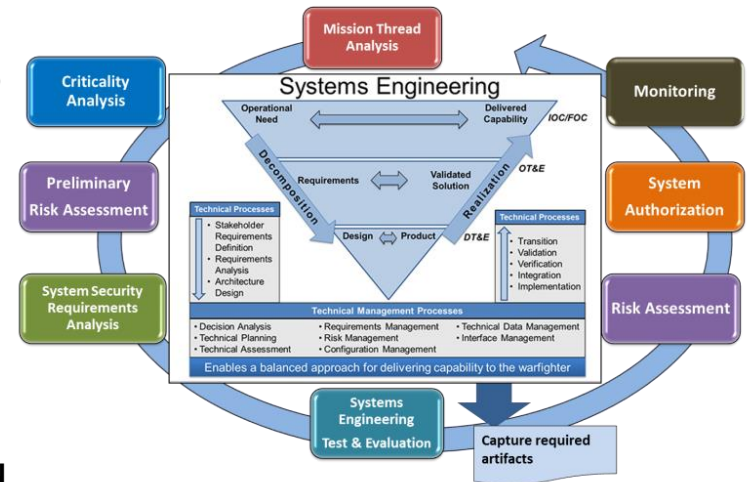 Mission Thread
Analysis
Criticality
Analysis
Monitoring
Systems Engineering
Operational
Need
Delivered
Capability
IOC/FOC
Decomposition
Realization
OT&E
Preliminary
Risk Assessment
Requirements
Validated
Solution
System
Authorization
Technical Processes
• Stakeholder
Requirements
Definition
• Requirements
Analysis
• Architecture
Design
Design
Product
DT&E
Technical Processes
• Transition
• Validation
• Verification
• Integration
• Implementation
System Security
Requirements
Analysis
Risk Assessment
Technical Management Processes
• Decision Analysis
• Technical Planning
• Technical Assessment
• Requirements Management
• Risk Management
• Configuration Management
• Technical Data Management
• Interface Management
Enables a balanced approach for delivering capability to the warfighter
Systems
Engineering
Test & Evaluation
Capture required
artifacts